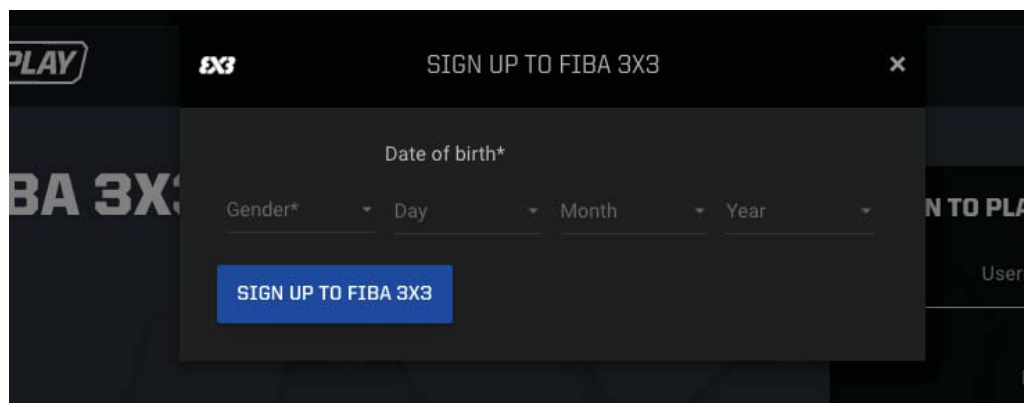 PLAY
3X3
SIGN UP TO FIBA 3X3
×
Date of birth*
BA 3X3
Gender*
Day
Month
Year
N TO PLA
SIGN UP TO FIBA 3X3
User